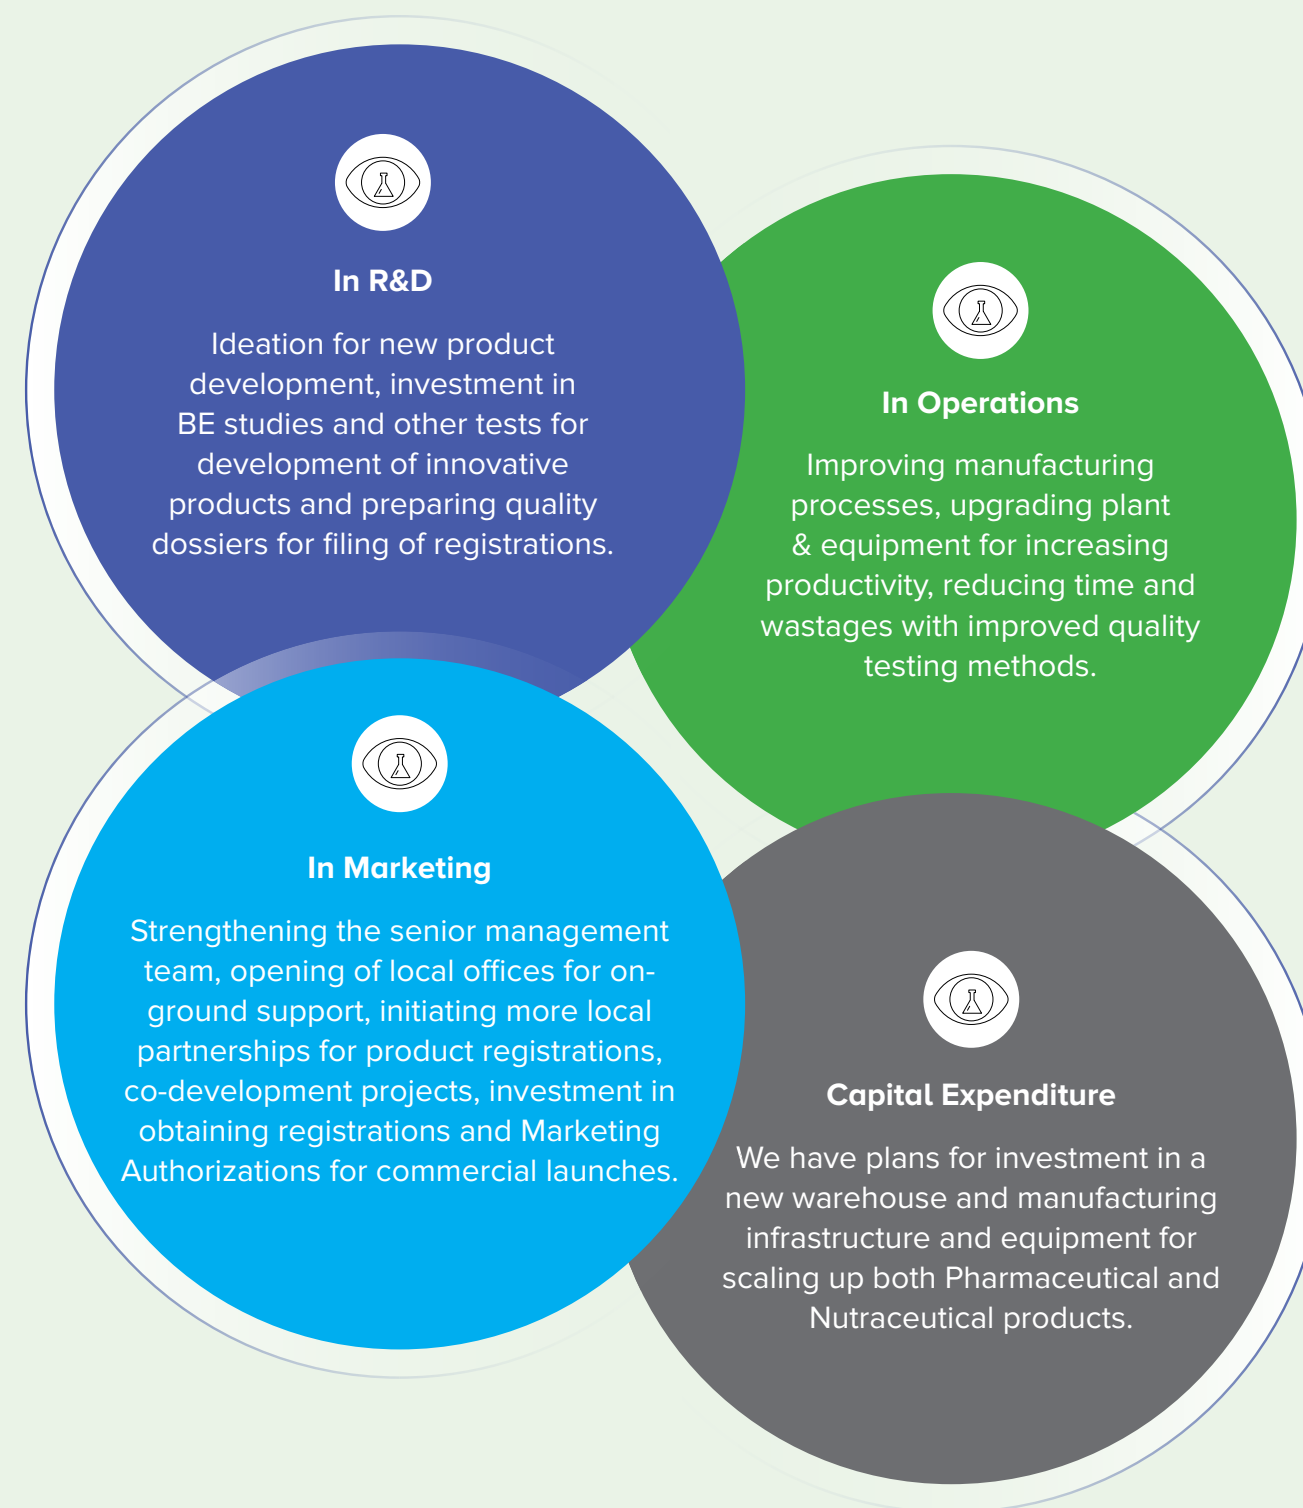 In R&D
Ideation for new product
development, investment in
BE studies and other tests for
development of innovative
products and preparing quality
dossiers for filing of registrations.
In Operations
Improving manufacturing
processes, upgrading plant
& equipment for increasing
productivity, reducing time and
wastages with improved quality
testing methods.
In Marketing
Strengthening the senior management
team, opening of local offices for on-
ground support, initiating more local
partnerships for product registrations,
co-development projects, investment in
obtaining registrations and Marketing
Authorizations for commercial launches.
Capital Expenditure
We have plans for investment in a
new warehouse and manufacturing
infrastructure and equipment for
scaling up both Pharmaceutical and
Nutraceutical products.